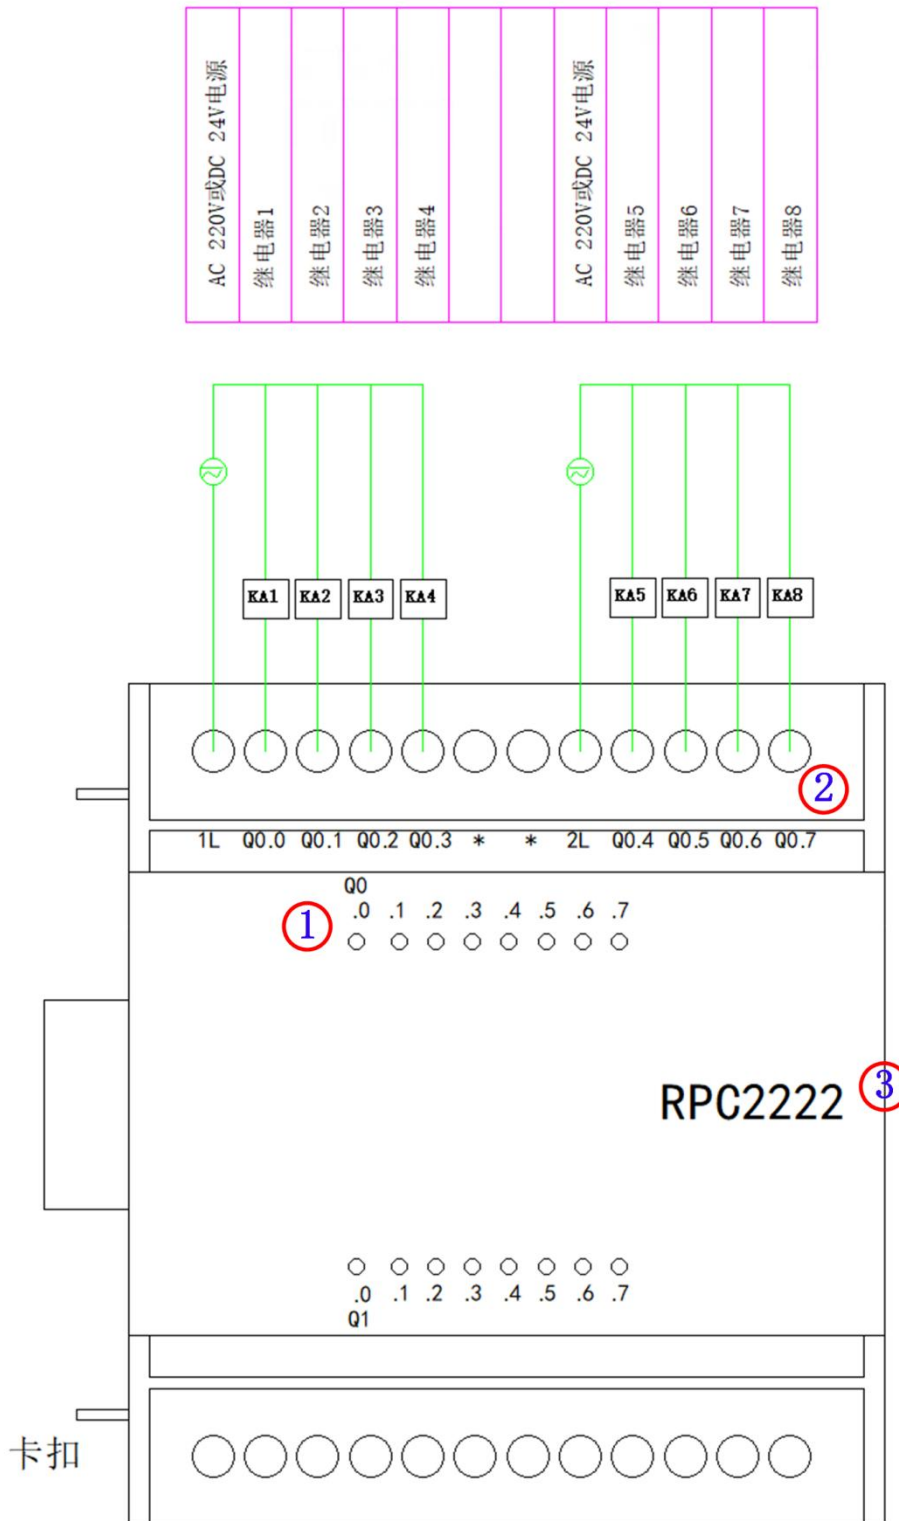 AC 220V或DC 24V电源
继电器1
继电器2
继电器3
继电器4
AC 220V或DC 24V电源
继电器5
继电器6
继电器7
继电器8
KA1 KA2 KA3 KA4 KA5 KA6 KA7 KA8
②
1L Q0.0 Q0.1 Q0.2 Q0.3 * * 2L Q0.4 Q0.5 Q0.6 Q0.7
Q0
.0 .1 .2 .3 .4 .5 .6 .7
①
RPC2222
③
.0 .1 .2 .3 .4 .5 .6 .7
Q1
卡扣